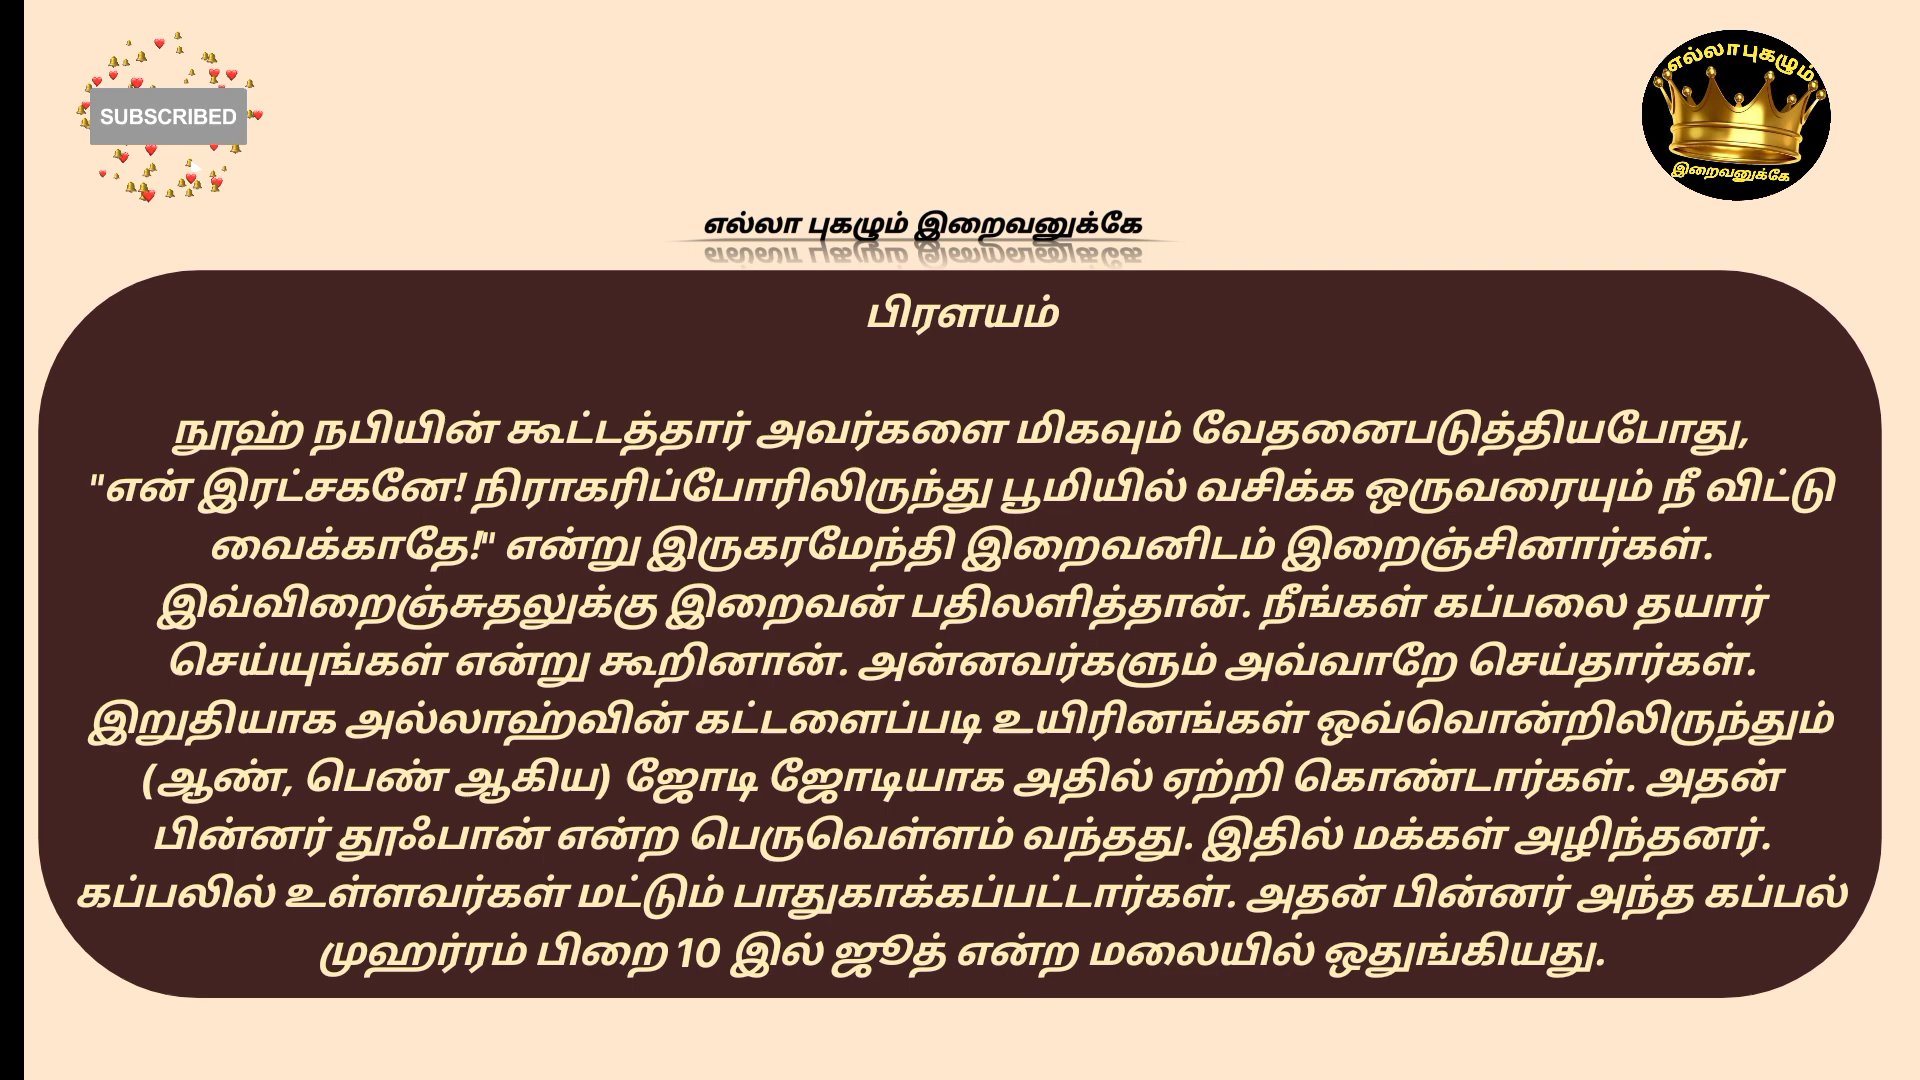 SUBSCRIBED
எல்லா புகழும்
இறைவனுக்கே
எல்லா புகழும் இறைவனுக்கே
பிரளயம்
நூஹ் நபியின் கூட்டத்தார் அவர்களை மிகவும் வேதனைபடுத்தியபோது,
"என் இரட்சகனே! நிராகரிப்போரிலிருந்து பூமியில் வசிக்க ஒருவரையும் நீ விட்டு
வைக்காதே!" என்று இருகரமேந்தி இறைவனிடம் இறைஞ்சினார்கள்.
இவ்விறைஞ்சுதலுக்கு இறைவன் பதிலளித்தான். நீங்கள் கப்பலை தயார்
செய்யுங்கள் என்று கூறினான். அன்னவர்களும் அவ்வாறே செய்தார்கள்.
இறுதியாக அல்லாஹ்வின் கட்டளைப்படி உயிரினங்கள் ஒவ்வொன்றிலிருந்தும்
(ஆண், பெண் ஆகிய) ஜோடி ஜோடியாக அதில் ஏற்றி கொண்டார்கள். அதன்
பின்னர் தூஃபான் என்ற பெருவெள்ளம் வந்தது. இதில் மக்கள் அழிந்தனர்.
கப்பலில் உள்ளவர்கள் மட்டும் பாதுகாக்கப்பட்டார்கள். அதன் பின்னர் அந்த கப்பல்
முஹர்ரம் பிறை 10 இல் ஜூத் என்ற மலையில் ஒதுங்கியது.